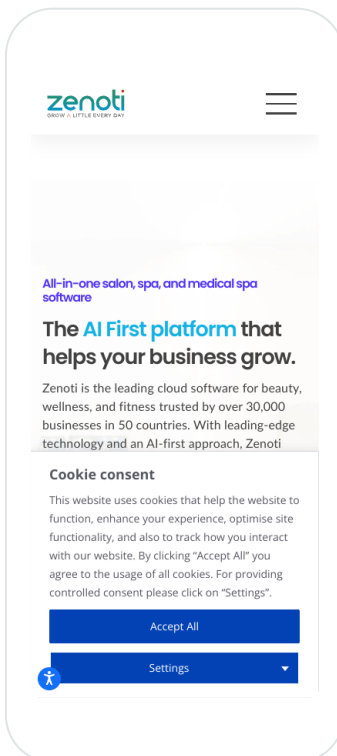 zenoti
GROW A LITTLE EVERY DAY
All-in-one salon, spa, and medical spa
software
The AI First platform that
helps your business grow.
Zenoti is the leading cloud software for beauty,
wellness, and fitness trusted by over 30,000
businesses in 50 countries. With leading-edge
technology and an AI-first approach, Zenoti
Cookie consent
This website uses cookies that help the website to
function, enhance your experience, optimise site
functionality, and also to track how you interact
with our website. By clicking “Accept All” you
agree to the usage of all cookies. For providing
controlled consent please click on “Settings”.
Accept All
Settings